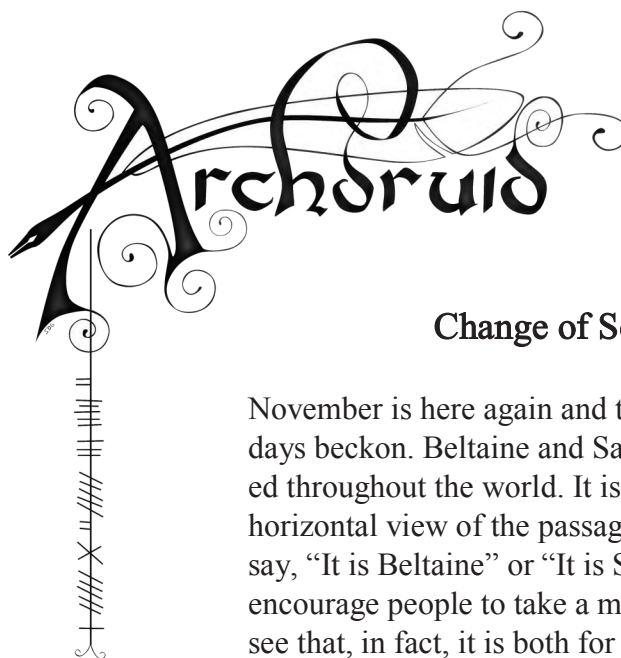 Archdruid
Change of S
November is here again and t
days beckon. Beltaine and Sa
ed throughout the world. It is
horizontal view of the passag
say, “It is Beltaine” or “It is S
encourage people to take a m
see that, in fact, it is both for